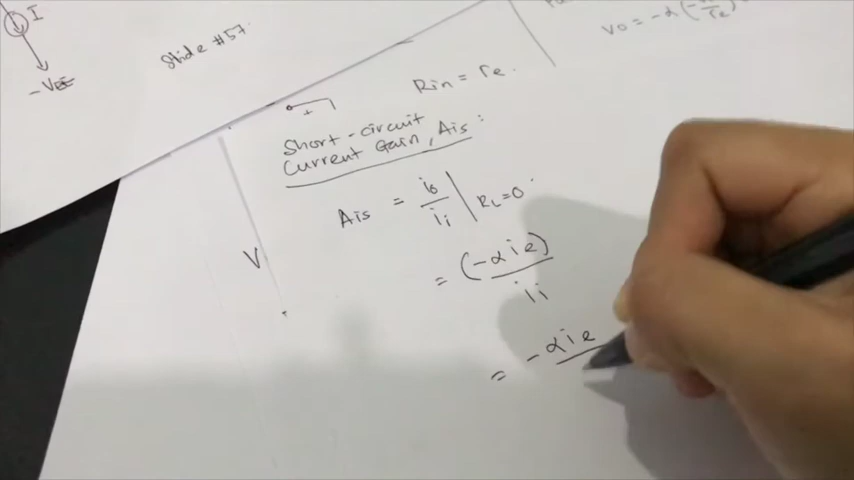 I
-VEE
Slide #57.
Vo = -α(
re
Rin = re.
+
Short-circuit
Current Gain, Ais :
Ais = io/ii | RL=0
= (-αie)/ii
V
= -αie